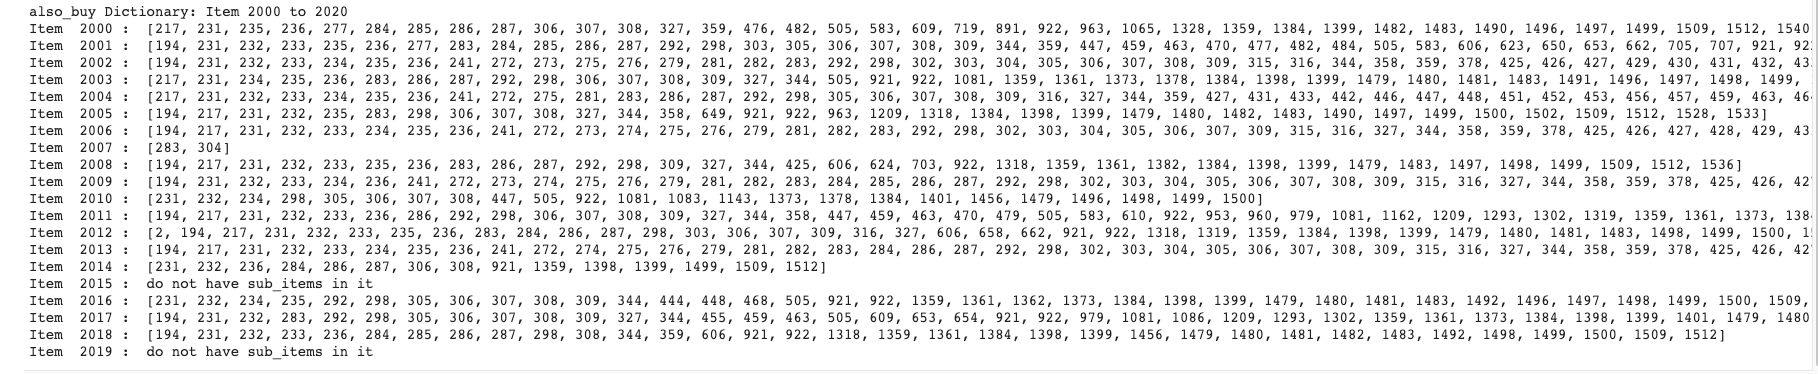 also_buy Dictionary: Item 2000 to 2020
Item  2000 :  [217, 231, 235, 236, 277, 284, 285, 286, 287, 306, 307, 308, 327, 359, 476, 482, 505, 583, 609, 719, 891, 922, 963, 1065, 1328, 1359, 1384, 1399, 1482, 1483, 1490, 1496, 1497, 1499, 1509, 1512, 1540
Item  2001 :  [194, 231, 232, 233, 235, 236, 277, 283, 284, 285, 286, 287, 292, 298, 303, 305, 306, 307, 308, 309, 344, 359, 447, 459, 463, 470, 477, 482, 484, 505, 583, 606, 623, 650, 653, 662, 705, 707, 921, 92
Item  2002 :  [194, 231, 232, 233, 234, 235, 236, 241, 272, 273, 275, 276, 279, 281, 282, 283, 292, 298, 302, 303, 304, 305, 306, 307, 308, 309, 315, 316, 344, 358, 359, 378, 425, 426, 427, 429, 430, 431, 432, 43
Item  2003 :  [217, 231, 234, 235, 236, 283, 286, 287, 292, 298, 306, 307, 308, 309, 327, 344, 505, 921, 922, 1081, 1359, 1361, 1373, 1378, 1384, 1398, 1399, 1479, 1480, 1481, 1483, 1491, 1496, 1497, 1498, 1499,
Item  2004 :  [217, 231, 232, 233, 234, 235, 236, 241, 272, 275, 281, 283, 286, 287, 292, 298, 305, 306, 307, 308, 309, 316, 327, 344, 359, 427, 431, 433, 442, 446, 447, 448, 451, 452, 453, 456, 457, 459, 463, 46
Item  2005 :  [194, 217, 231, 232, 235, 283, 298, 306, 307, 308, 327, 344, 358, 649, 921, 922, 963, 1209, 1318, 1384, 1398, 1399, 1479, 1480, 1482, 1483, 1490, 1497, 1499, 1500, 1502, 1509, 1512, 1528, 1533]
Item  2006 :  [194, 217, 231, 232, 233, 234, 235, 236, 241, 272, 273, 274, 275, 276, 279, 281, 282, 283, 292, 298, 302, 303, 304, 305, 306, 307, 309, 315, 316, 327, 344, 358, 359, 378, 425, 426, 427, 428, 429, 43
Item  2007 :  [283, 304]
Item  2008 :  [194, 217, 231, 232, 233, 235, 236, 283, 286, 287, 292, 298, 309, 327, 344, 425, 606, 624, 703, 922, 1318, 1359, 1361, 1382, 1384, 1398, 1399, 1479, 1483, 1497, 1498, 1499, 1509, 1512, 1536]
Item  2009 :  [194, 231, 232, 233, 234, 236, 241, 272, 273, 274, 275, 276, 279, 281, 282, 283, 284, 285, 286, 287, 292, 298, 302, 303, 304, 305, 306, 307, 308, 309, 315, 316, 327, 344, 358, 359, 378, 425, 426, 42
Item  2010 :  [231, 232, 234, 298, 305, 306, 307, 308, 447, 505, 922, 1081, 1083, 1143, 1373, 1378, 1384, 1401, 1456, 1479, 1496, 1498, 1499, 1500]
Item  2011 :  [194, 217, 231, 232, 233, 236, 286, 292, 298, 306, 307, 308, 309, 327, 344, 358, 447, 459, 463, 470, 479, 505, 583, 610, 922, 953, 960, 979, 1081, 1162, 1209, 1293, 1302, 1319, 1359, 1361, 1373, 138
Item  2012 :  [2, 194, 217, 231, 232, 233, 235, 236, 283, 284, 286, 287, 298, 303, 306, 307, 309, 316, 327, 606, 658, 662, 921, 922, 1318, 1319, 1359, 1384, 1398, 1399, 1479, 1480, 1481, 1483, 1498, 1499, 1500, 1
Item  2013 :  [194, 217, 231, 232, 233, 234, 235, 236, 241, 272, 274, 275, 276, 279, 281, 282, 283, 284, 286, 287, 292, 298, 302, 303, 304, 305, 306, 307, 308, 309, 315, 316, 327, 344, 358, 359, 378, 425, 426, 42
Item  2014 :  [231, 232, 236, 284, 286, 287, 306, 308, 921, 1359, 1398, 1399, 1499, 1509, 1512]
Item  2015 :  do not have sub_items in it
Item  2016 :  [231, 232, 234, 235, 292, 298, 305, 306, 307, 308, 309, 344, 444, 448, 468, 505, 921, 922, 1359, 1361, 1362, 1373, 1384, 1398, 1399, 1479, 1480, 1481, 1483, 1492, 1496, 1497, 1498, 1499, 1500, 1509,
Item  2017 :  [194, 231, 232, 283, 292, 298, 305, 306, 307, 308, 309, 327, 344, 455, 459, 463, 505, 609, 653, 654, 921, 922, 979, 1081, 1086, 1209, 1293, 1302, 1359, 1361, 1373, 1384, 1398, 1399, 1401, 1479, 1480
Item  2018 :  [194, 231, 232, 233, 236, 284, 285, 286, 287, 298, 308, 344, 359, 606, 921, 922, 1318, 1359, 1361, 1384, 1398, 1399, 1456, 1479, 1480, 1481, 1482, 1483, 1492, 1498, 1499, 1500, 1509, 1512]
Item  2019 :  do not have sub_items in it